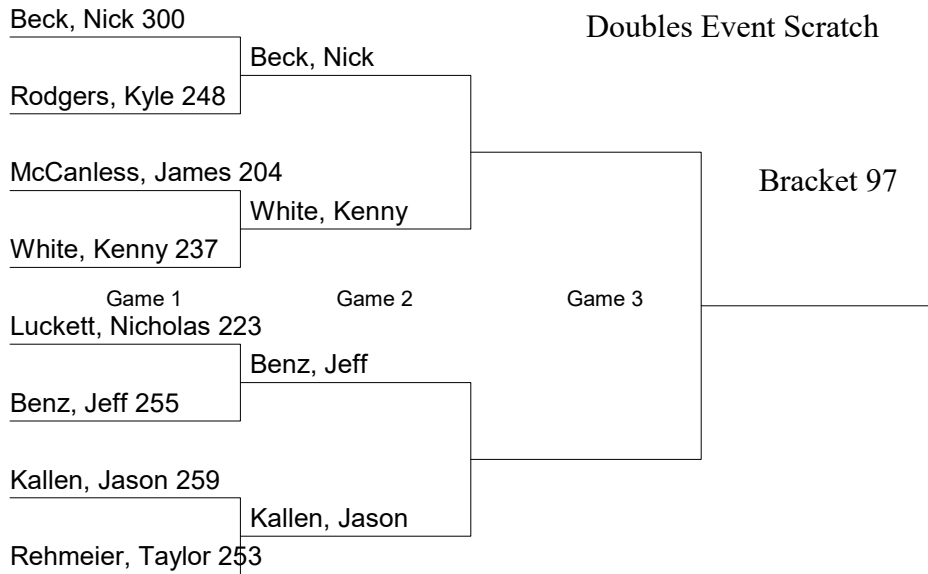 Beck, Nick 300
Doubles Event Scratch
Beck, Nick
Rodgers, Kyle 248
McCanless, James 204
Bracket 97
White, Kenny
White, Kenny 237
Game 1
Game 2
Game 3
Luckett, Nicholas 223
Benz, Jeff
Benz, Jeff 255
Kallen, Jason 259
Kallen, Jason
Rehmeier, Taylor 253